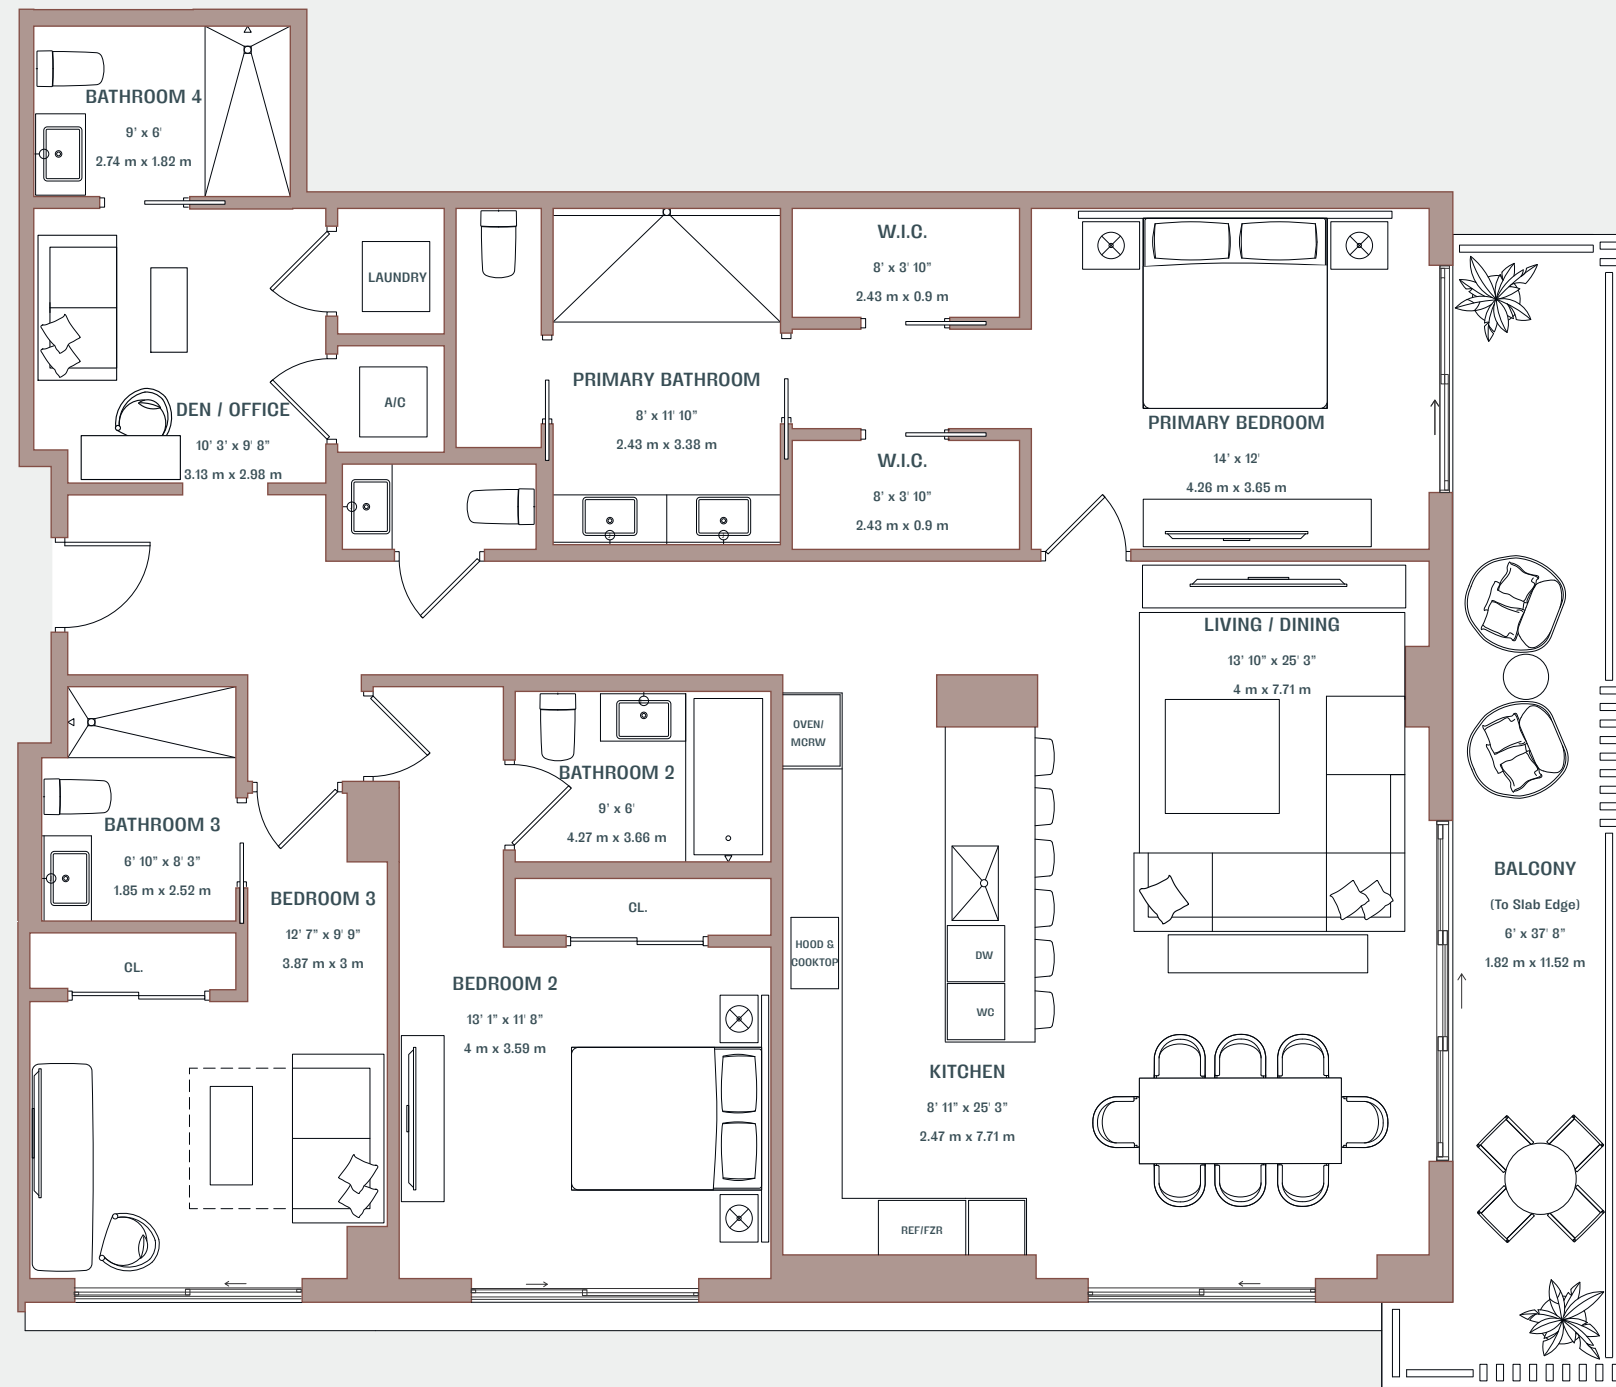 BATHROOM 4
9' x 6'
2.74 m x 1.82 m
LAUNDRY
A/C
DEN / OFFICE
10' 3' x 9' 8"
3.13 m x 2.98 m
PRIMARY BATHROOM
8' x 11' 10"
2.43 m x 3.38 m
W.I.C.
8' x 3' 10"
2.43 m x 0.9 m
W.I.C.
8' x 3' 10"
2.43 m x 0.9 m
PRIMARY BEDROOM
14' x 12'
4.26 m x 3.65 m
LIVING / DINING
13' 10" x 25' 3"
4 m x 7.71 m
OVEN/
MCRW
BATHROOM 2
9' x 6'
4.27 m x 3.66 m
BATHROOM 3
6' 10" x 8' 3"
1.85 m x 2.52 m
BEDROOM 3
12' 7" x 9' 9"
3.87 m x 3 m
CL.
CL.
BEDROOM 2
13' 1" x 11' 8"
4 m x 3.59 m
HOOD &
COOKTOP
DW
WC
KITCHEN
8' 11" x 25' 3"
2.47 m x 7.71 m
REF/FZR
BALCONY
(To Slab Edge)
6' x 37' 8"
1.82 m x 11.52 m